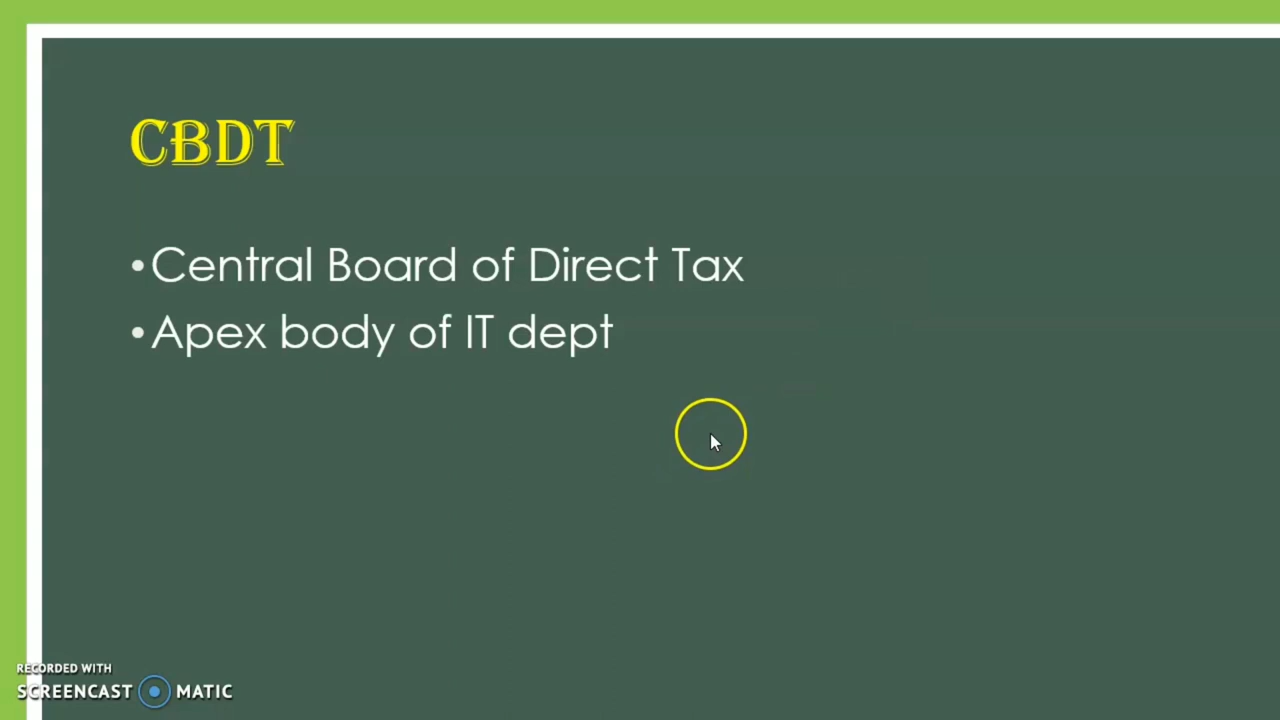 CBDT
•Central Board of Direct Tax
•Apex body of IT dept
RECORDED WITH
SCREENCAST MATIC